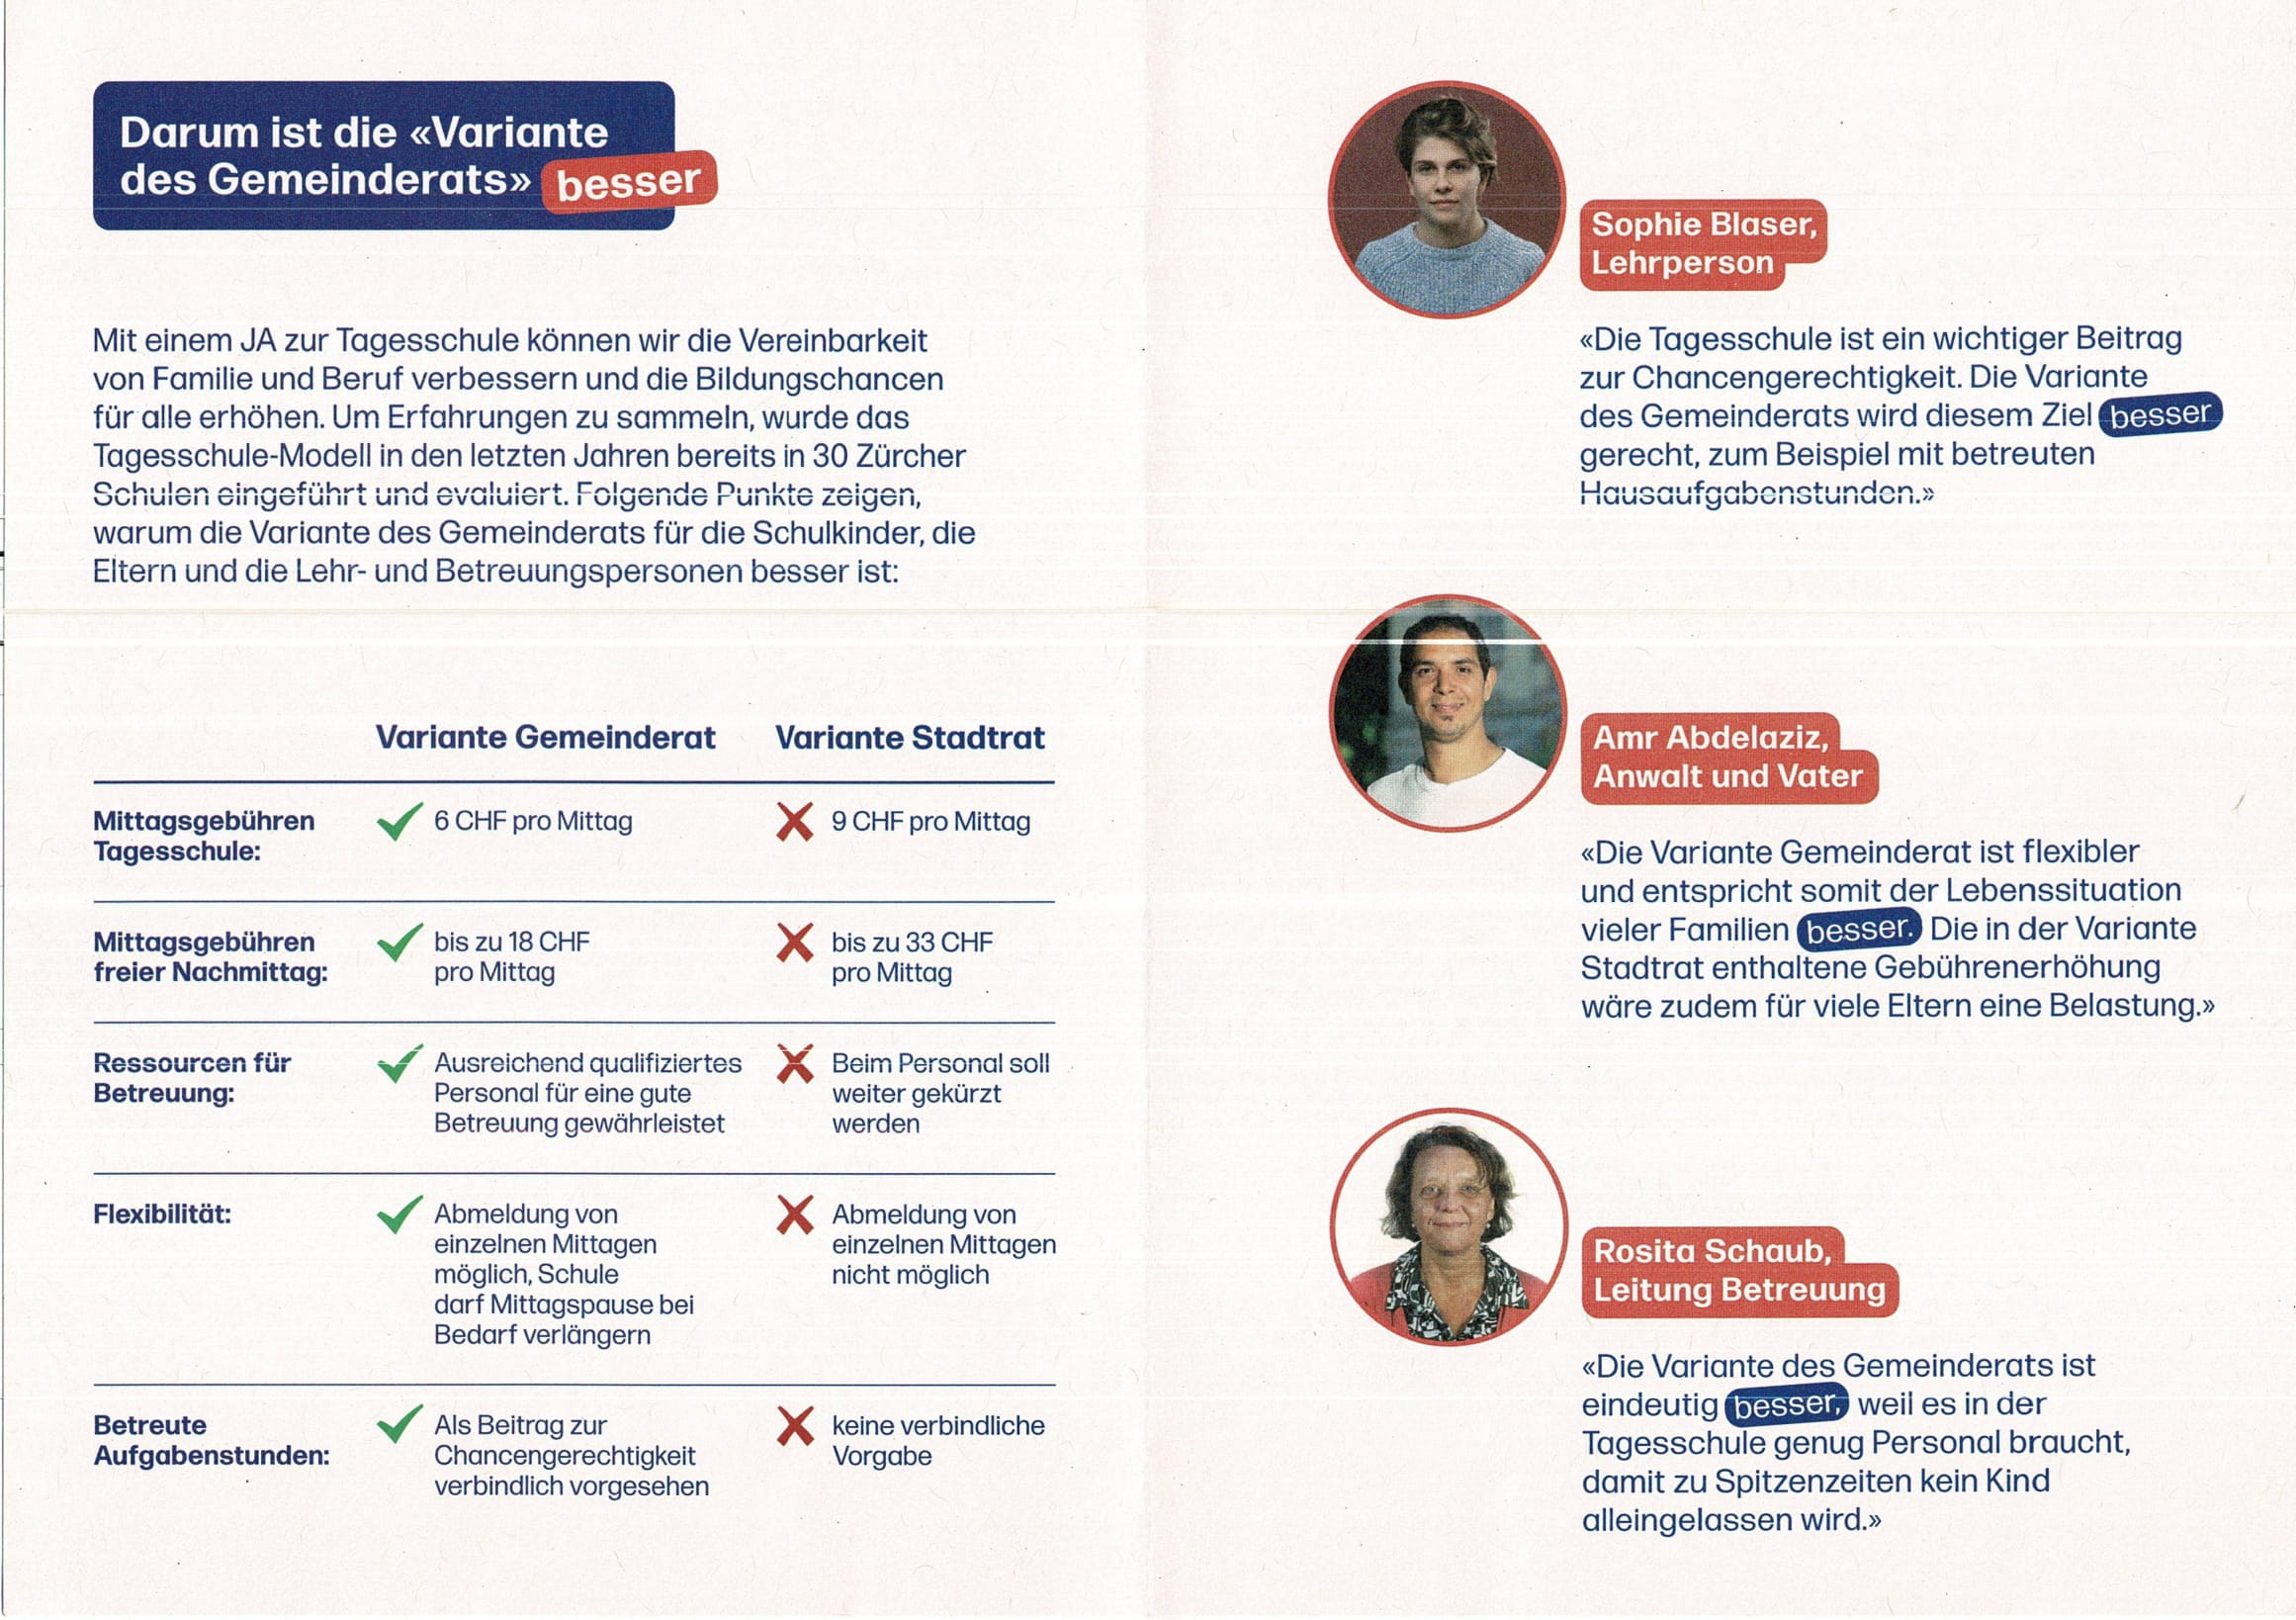 Darum ist die «Variante
des Gemeinderats» besser
Mit einem JA zur Tagesschule können wir die Vereinbarkeit
von Familie und Beruf verbessern und die Bildungschancen
für alle erhöhen. Um Erfahrungen zu sammeln, wurde das
Tagesschule-Modell in den letzten Jahren bereits in 30 Zürcher
Schulen eingeführt und evaluiert. Folgende Punkte zeigen,
warum die Variante des Gemeinderats für die Schulkinder, die
Eltern und die Lehr- und Betreuungspersonen besser ist:
Variante Gemeinderat
Variante Stadtrat
Mittagsgebühren
Tagesschule:
6 CHF pro Mittag
9 CHF pro Mittag
Mittagsgebühren
freier Nachmittag:
bis zu 18 CHF
pro Mittag
bis zu 33 CHF
pro Mittag
Ressourcen für
Betreuung:
Ausreichend qualifiziertes
Personal für eine gute
Betreuung gewährleistet
Beim Personal soll
weiter gekürzt
werden
Flexibilität:
Abmeldung von
einzelnen Mittagen
möglich, Schule
darf Mittagspause bei
Bedarf verlängern
Abmeldung von
einzelnen Mittagen
nicht möglich
Betreute
Aufgabenstunden:
Als Beitrag zur
Chancengerechtigkeit
verbindlich vorgesehen
keine verbindliche
Vorgabe
Sophie Blaser,
Lehrperson
«Die Tagesschule ist ein wichtiger Beitrag
zur Chancengerechtigkeit. Die Variante
des Gemeinderats wird diesem Ziel besser
gerecht, zum Beispiel mit betreuten
Hausaufgabenstunden.»
Amr Abdelaziz,
Anwalt und Vater
«Die Variante Gemeinderat ist flexibler
und entspricht somit der Lebenssituation
vieler Familien besser. Die in der Variante
Stadtrat enthaltene Gebührenerhöhung
wäre zudem für viele Eltern eine Belastung.»
Rosita Schaub,
Leitung Betreuung
«Die Variante des Gemeinderats ist
eindeutig besser, weil es in der
Tagesschule genug Personal braucht,
damit zu Spitzenzeiten kein Kind
alleingelassen wird.»